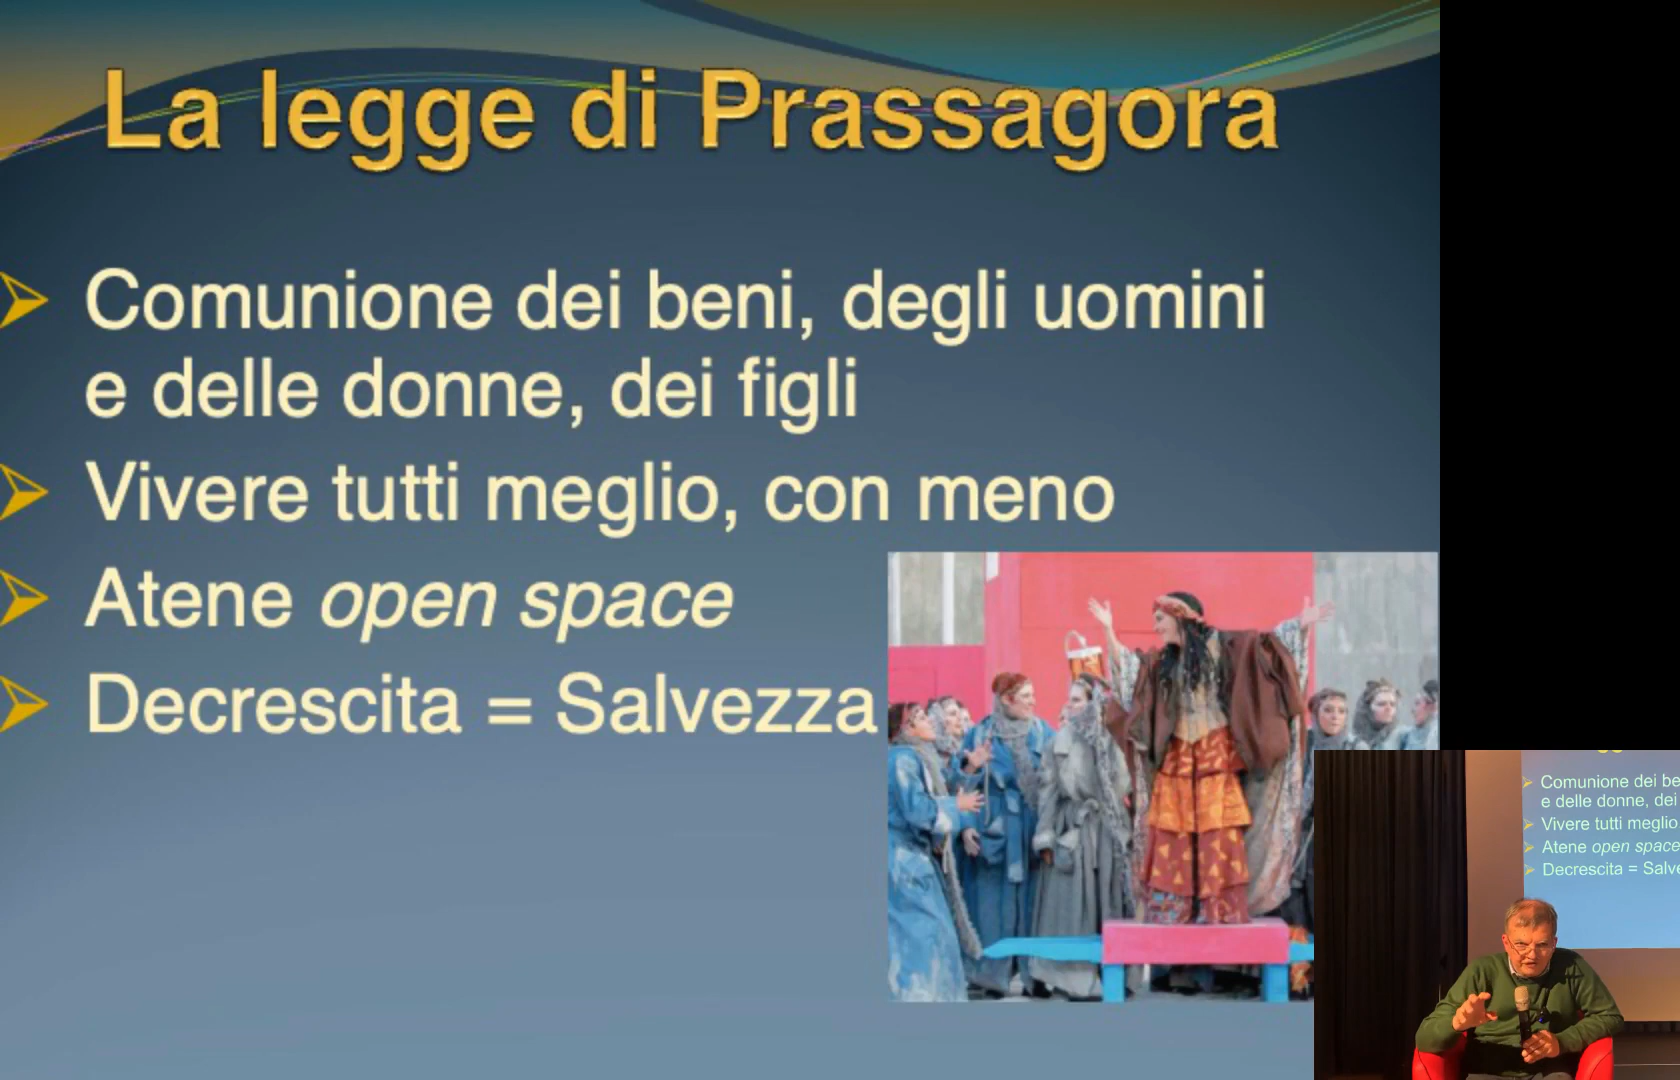 La legge di Prassagora
Comunione dei beni, degli uomini
e delle donne, dei figli
Vivere tutti meglio, con meno
Atene open space
Decrescita = Salvezza
Comunione dei be
e delle donne, dei
Vivere tutti meglio
Atene open space
Decrescita = Salve